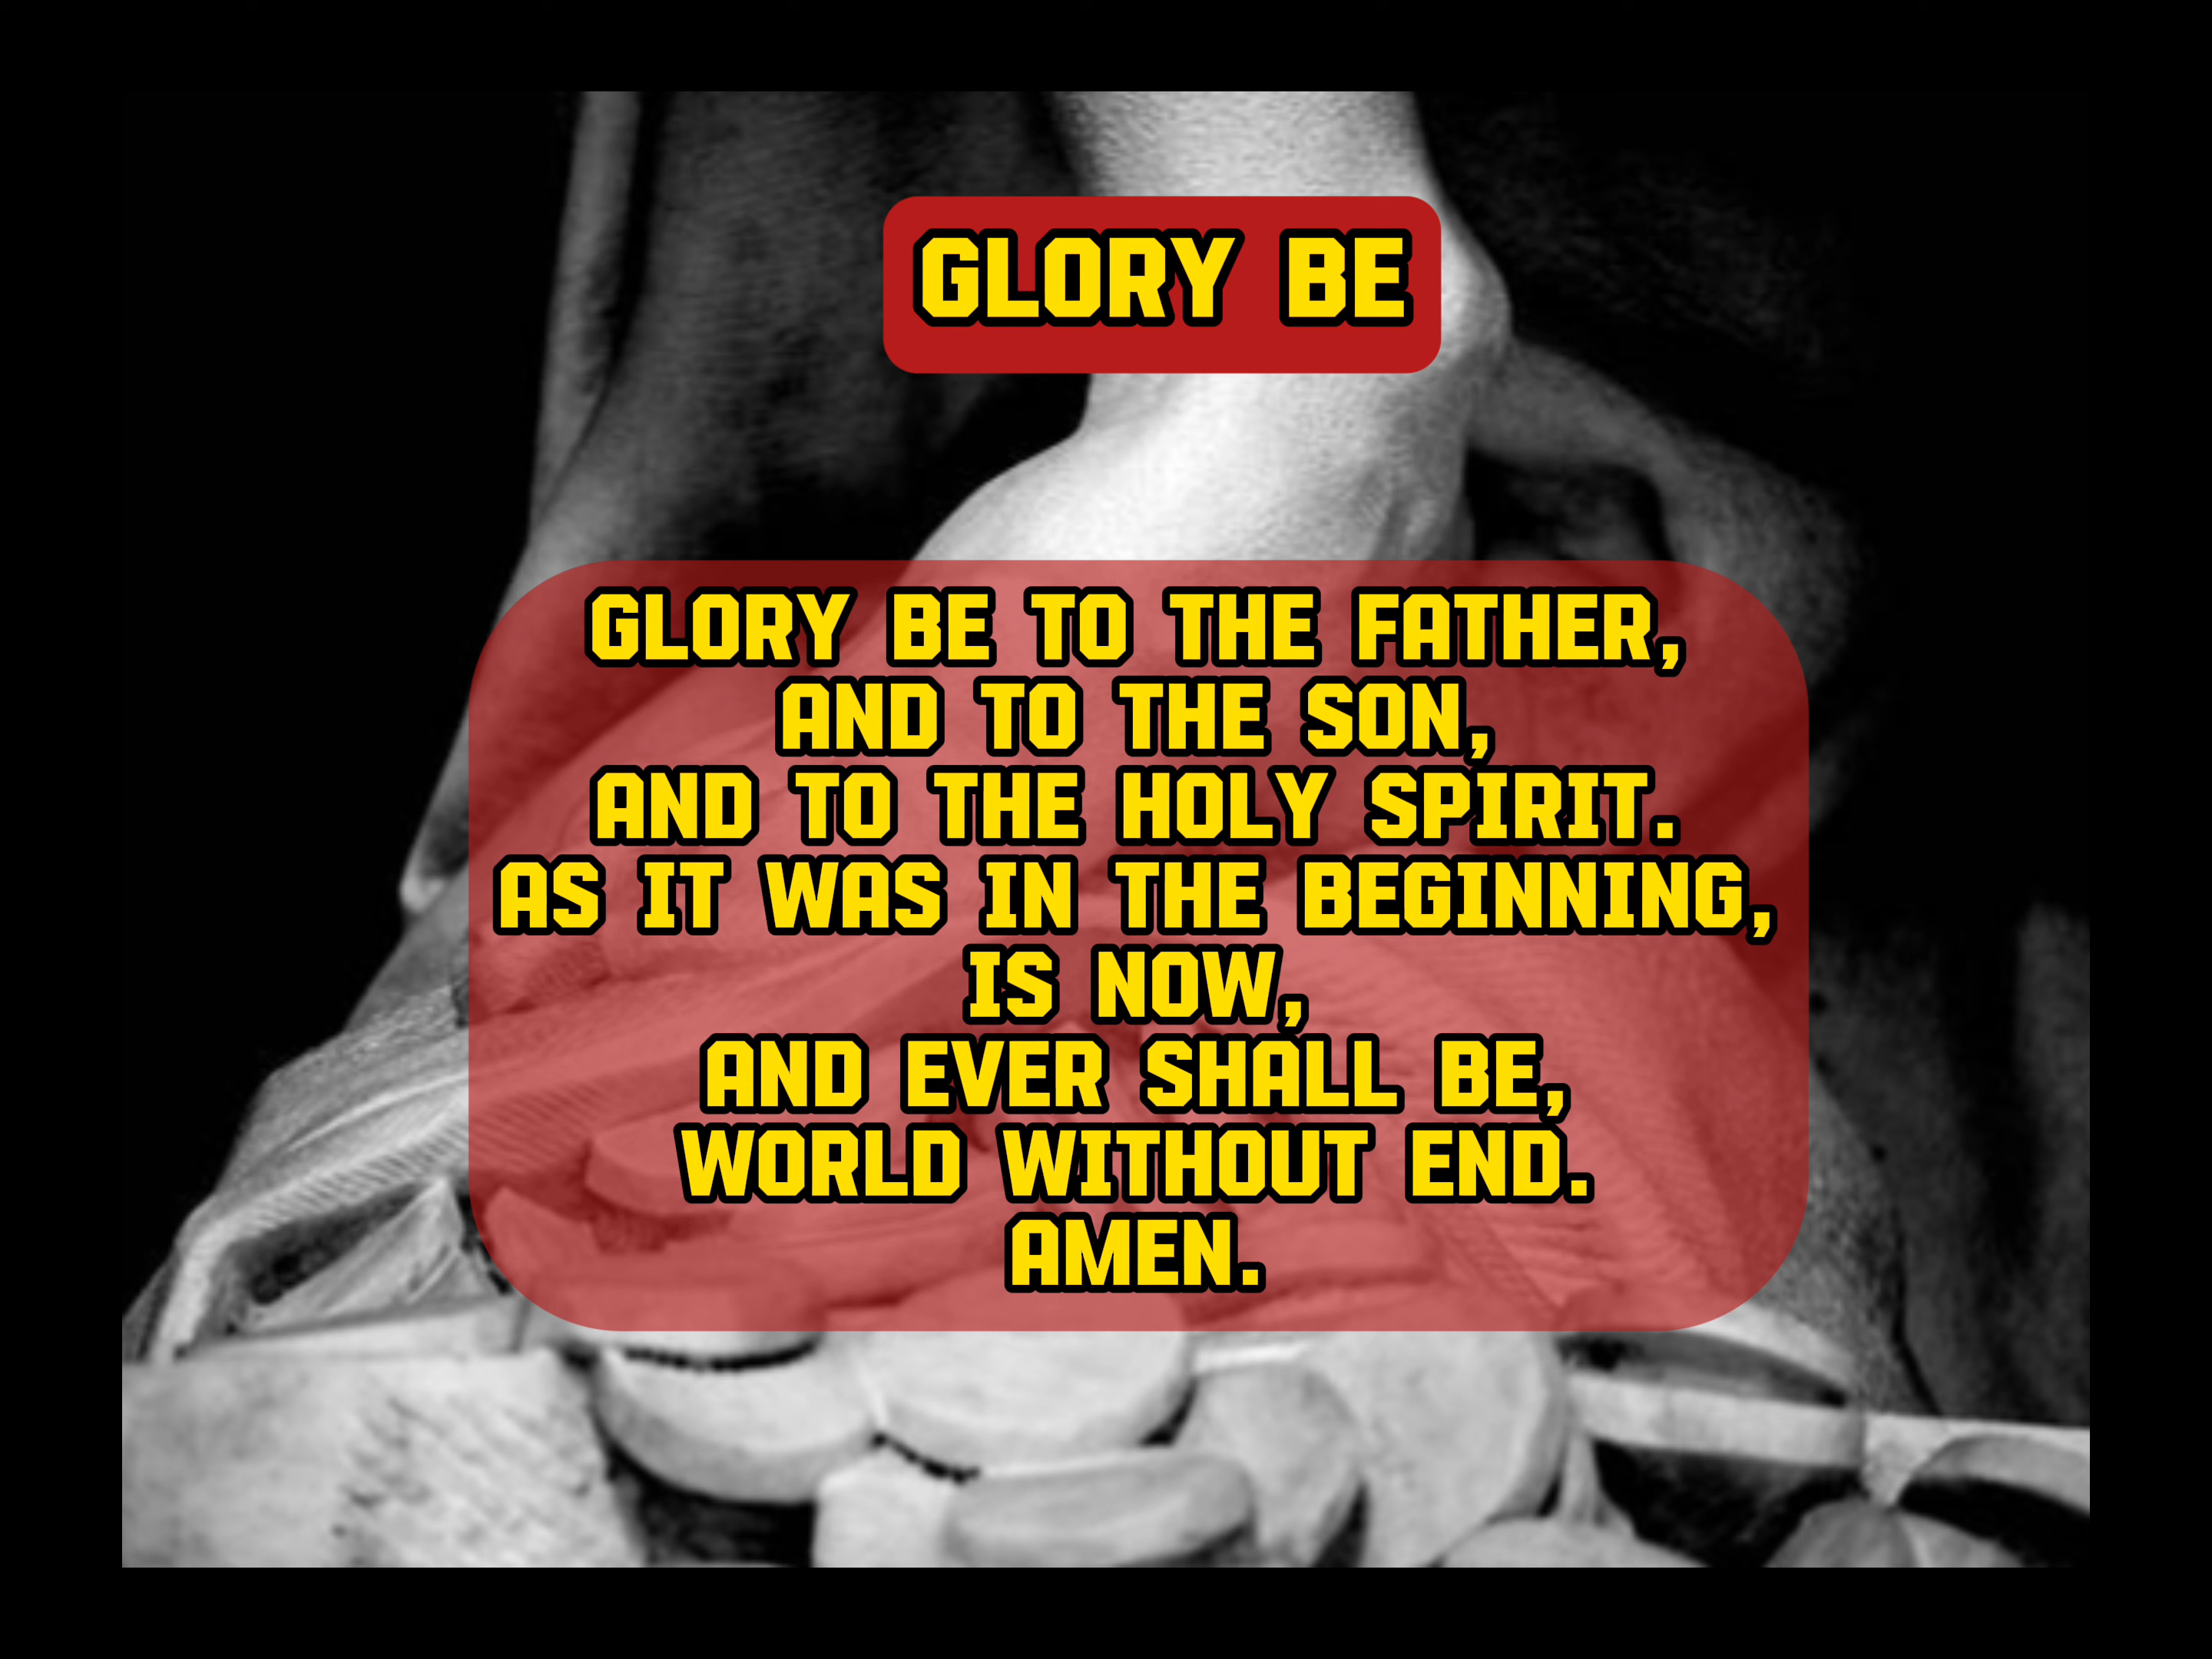 GLORY BE
GLORY BE TO THE FATHER,
AND TO THE SON,
AND TO THE HOLY SPIRIT.
AS IT WAS IN THE BEGINNING,
IS NOW,
AND EVER SHALL BE,
WORLD WITHOUT END.
AMEN.